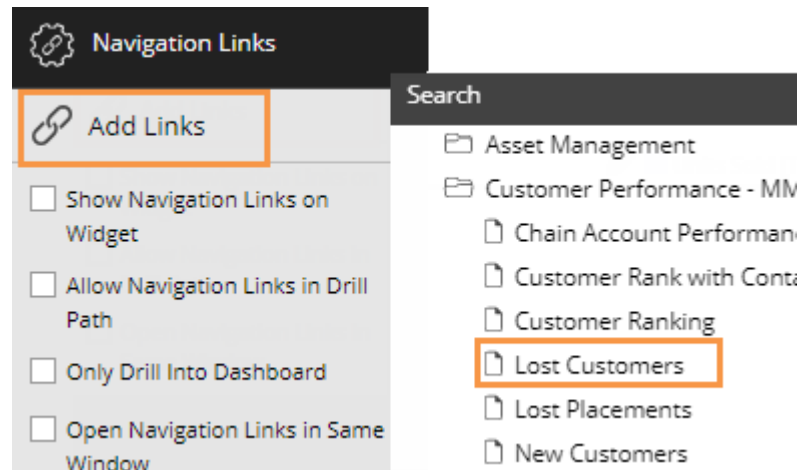 Navigation Links
Add Links
Show Navigation Links on
Widget
Allow Navigation Links in Drill
Path
Only Drill Into Dashboard
Open Navigation Links in Same
Window
Search
Asset Management
Customer Performance - MM
Chain Account Performan
Customer Rank with Conta
Customer Ranking
Lost Customers
Lost Placements
New Customers